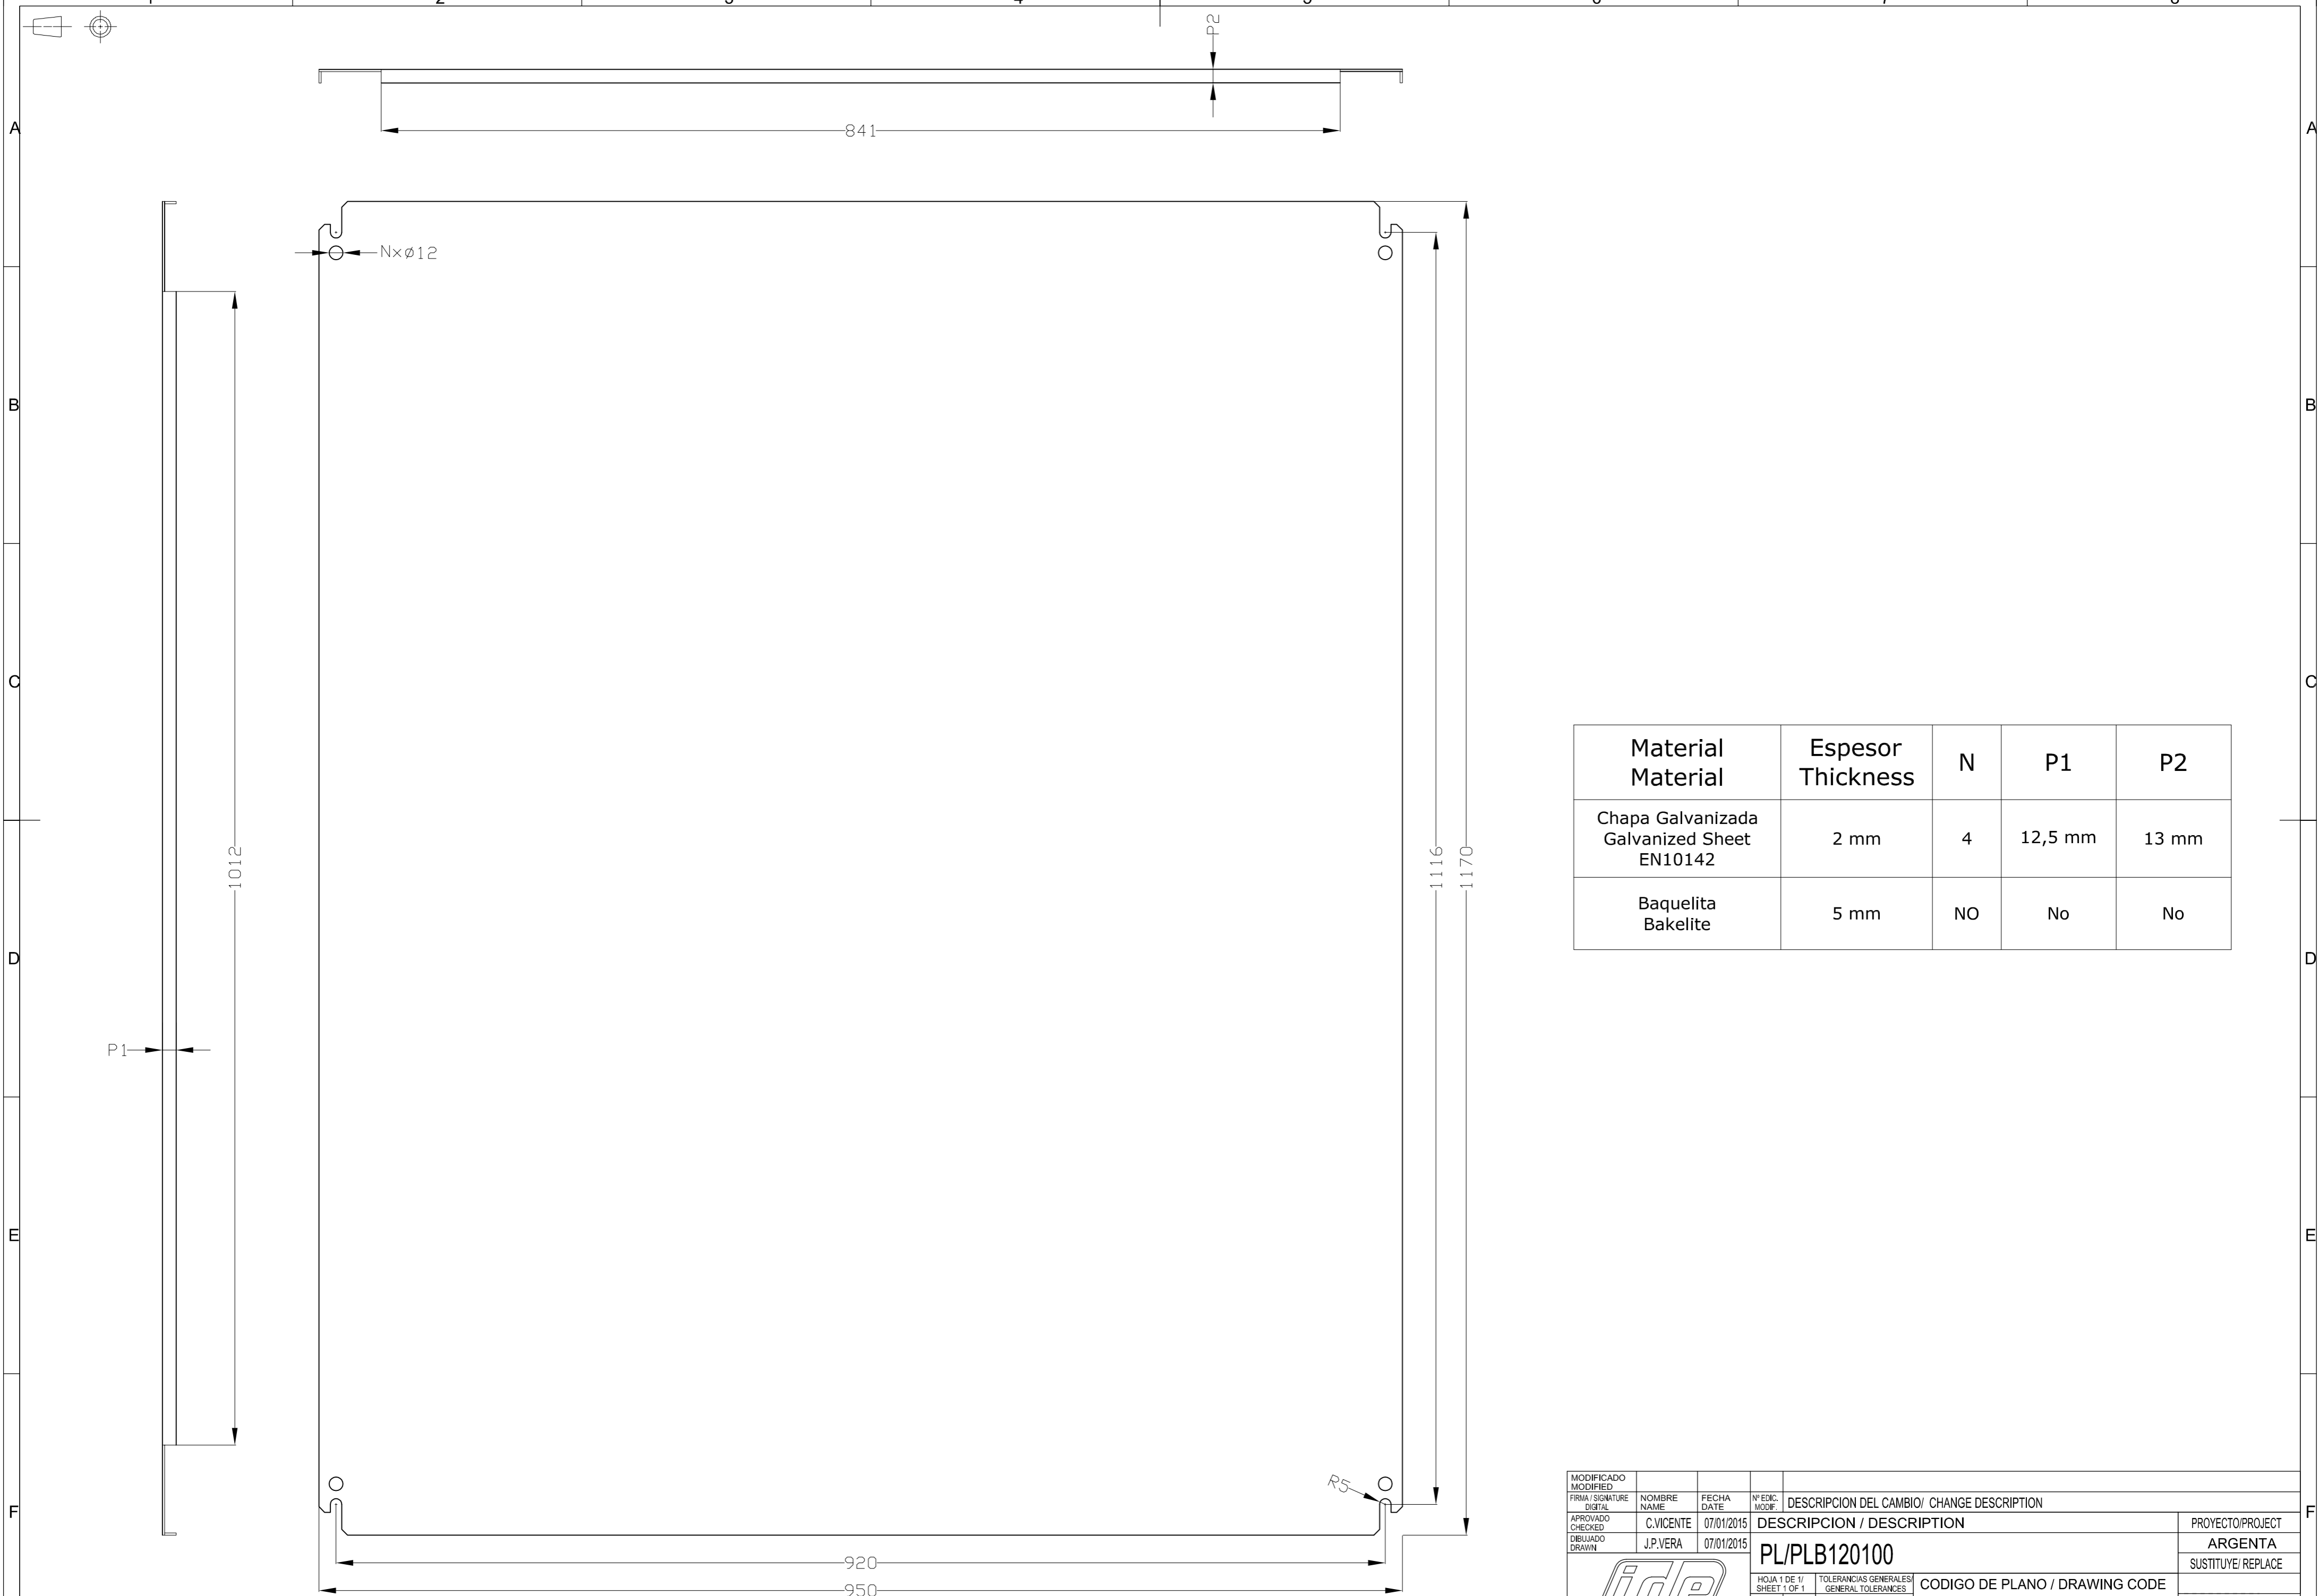 P2
841
A
A
NxØ12
B
B
C
C
Material
Material
Espesor
Thickness
N
P1
P2
Chapa Galvanizada
Galvanized Sheet
EN10142
2 mm
4
12,5 mm
13 mm
Baquelita
Bakelite
5 mm
NO
No
No
1012
1116
1170
D
D
P1
E
E
R5
F
F
920
950
MODIFICADO
MODIFIED
FIRMA / SIGNATURE
DIGITAL
NOMBRE
NAME
FECHA
DATE
Nº EDIC.
MODIF.
DESCRIPCION DEL CAMBIO/ CHANGE DESCRIPTION
APROVADO
CHECKED
C.VICENTE
07/01/2015
DESCRIPCION / DESCRIPTION
PROYECTO/PROJECT
DIBUJADO
DRAWN
J.P.VERA
07/01/2015
PL/PLB120100
ARGENTA
SUSTITUYE/ REPLACE
ide
HOJA 1 DE 1/
SHEET 1 OF 1
TOLERANCIAS GENERALES/
GENERAL TOLERANCES
CODIGO DE PLANO / DRAWING CODE